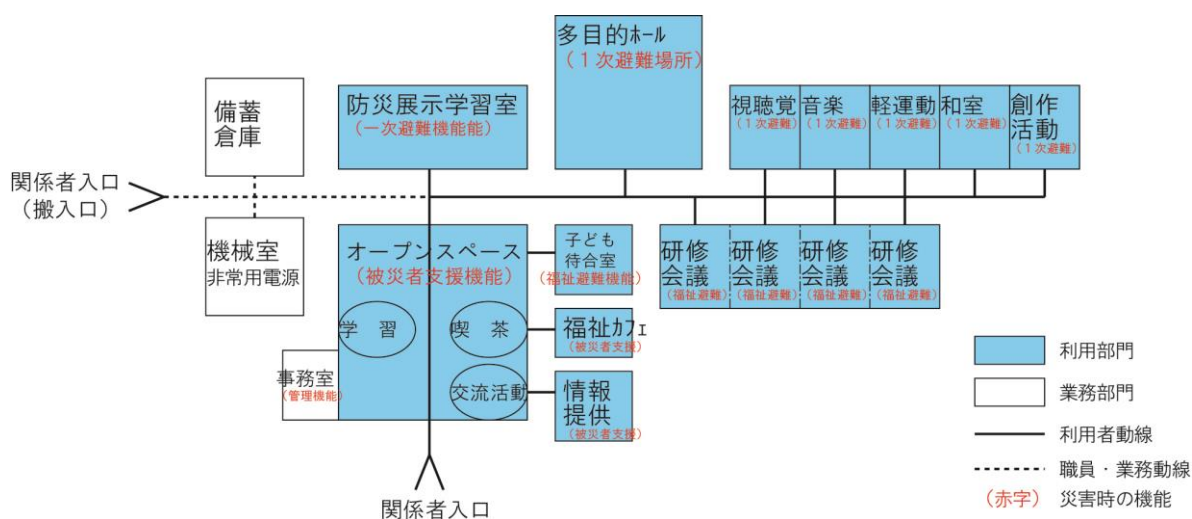 多目的ホール
(１次避難場所)
備蓄
倉庫
防災展示学習室
(一次避難機能能)
視聴覚
(１次避難)
音楽
(１次避難)
軽運動
(１次避難)
和室
(１次避難)
創作
活動
(１次避難)
関係者入口
(搬入口)
機械室
非常用電源
オープンスペース
(被災者支援機能)
子ども
待合室
(福祉避難機能)
研修
会議
(福祉避難)
研修
会議
(福祉避難)
研修
会議
(福祉避難)
研修
会議
(福祉避難)
学　習
喫　茶
福祉カフェ
(被災者支援)
事務室
(管理機能)
交流活動
情報
提供
(被災者支援)
関係者入口
利用部門
業務部門
利用者動線
職員・業務動線
(赤字)　災害時の機能